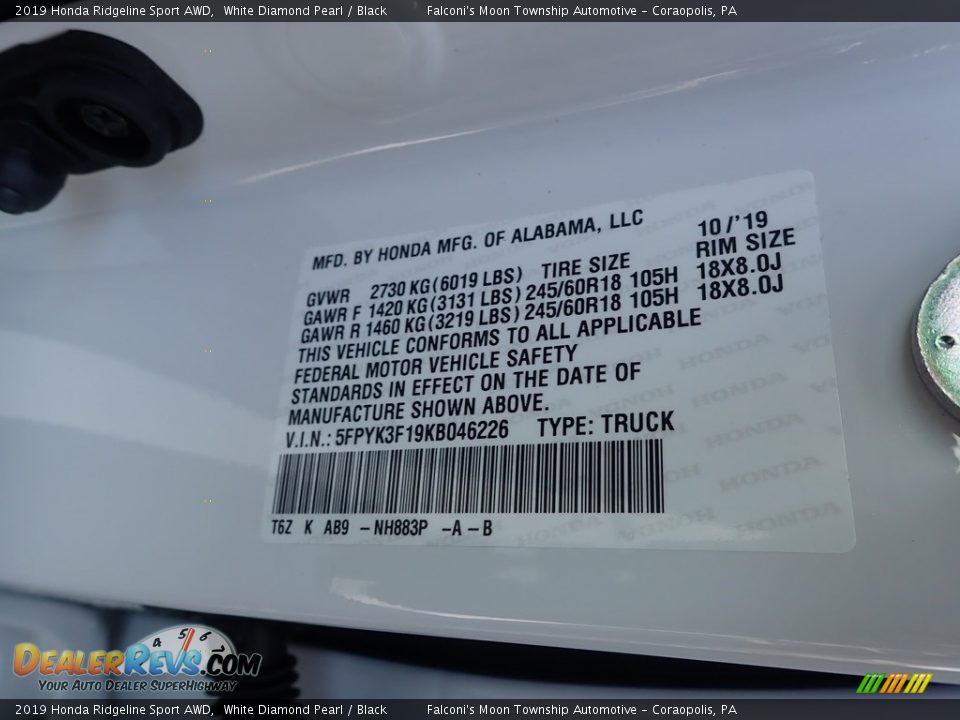 2019 Honda Ridgeline Sport AWD,  White Diamond Pearl / Black  Falconi's Moon Township Automotive - Coraopolis, PA
MFD. BY HONDA MFG. OF ALABAMA, LLC  10/'19
GVWR 2730 KG(6019 LBS) TIRE SIZE  RIM SIZE
GAWR F 1420 KG(3131 LBS) 245/60R18 105H 18X8.0J
GAWR R 1460 KG(3219 LBS) 245/60R18 105H 18X8.0J
THIS VEHICLE CONFORMS TO ALL APPLICABLE
FEDERAL MOTOR VEHICLE SAFETY
STANDARDS IN EFFECT ON THE DATE OF
MANUFACTURE SHOWN ABOVE.
V.I.N.: 5FPYK3F19KB046226 TYPE: TRUCK
T6Z K AB9 -NH883P -A-B
4 5 6
DEALERREVS.COM
YOUR AUTO DEALER SUPERHIGHWAY
2019 Honda Ridgeline Sport AWD,  White Diamond Pearl / Black  Falconi's Moon Township Automotive - Coraopolis, PA